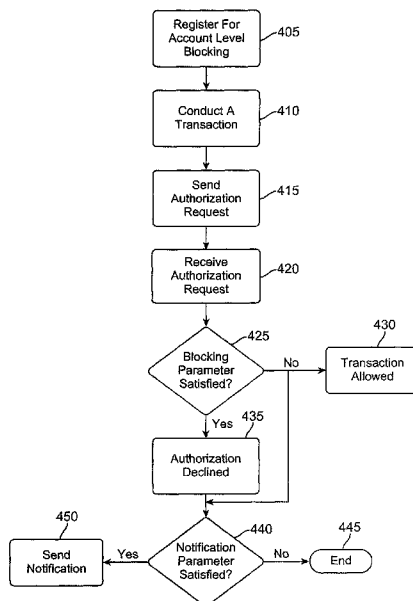 Register For
Account Level
Blocking
405
Conduct A
Transaction
410
Send
Authorization
Request
415
Receive
Authorization
Request
420
425
Blocking
Parameter
Satisfied?
No
430
Transaction
Allowed
Yes
435
Authorization
Declined
450
Send
Notification
Yes
440
Notification
Parameter
Satisfied?
No
445
End